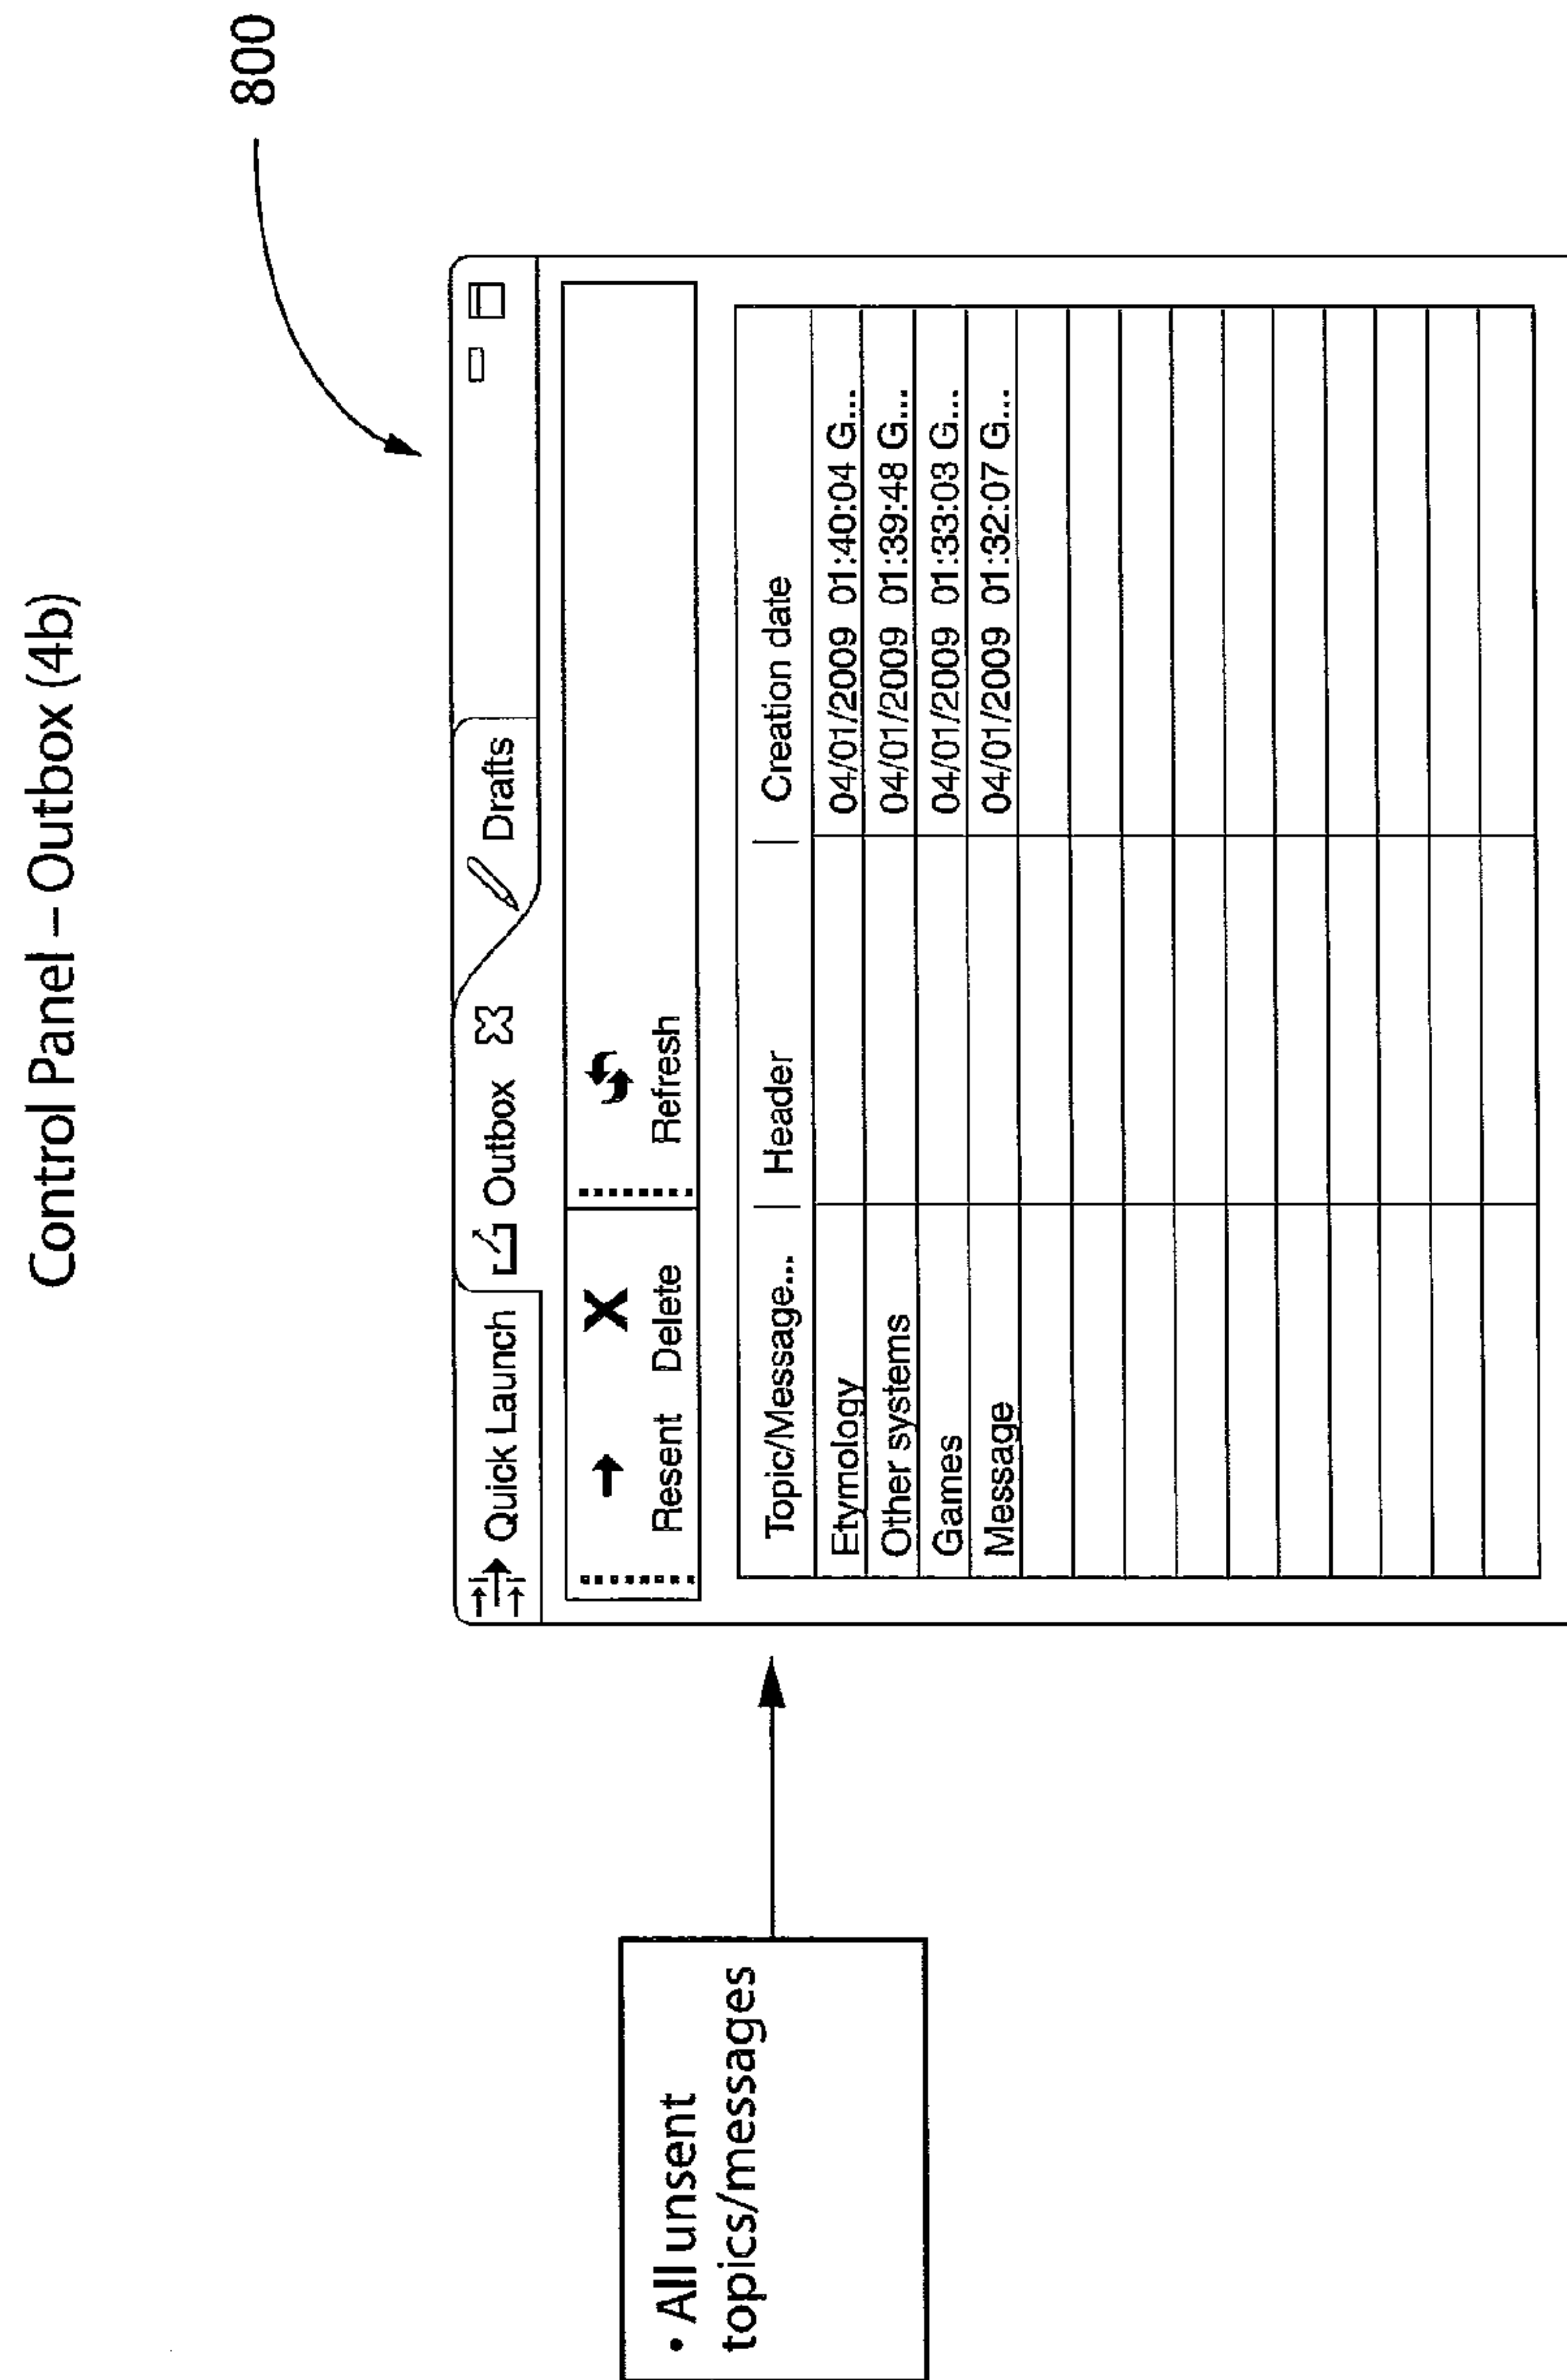 Control Panel – Outbox (4b)
800
Quick Launch Outbox Drafts
Resent Delete Refresh
Topic/Message... Header Creation date
Etymology 04/01/2009 01:40:04 G...
Other systems 04/01/2009 01:39:48 G...
Games 04/01/2009 01:33:03 G...
Message 04/01/2009 01:32:07 G...
• All unsent
topics/messages